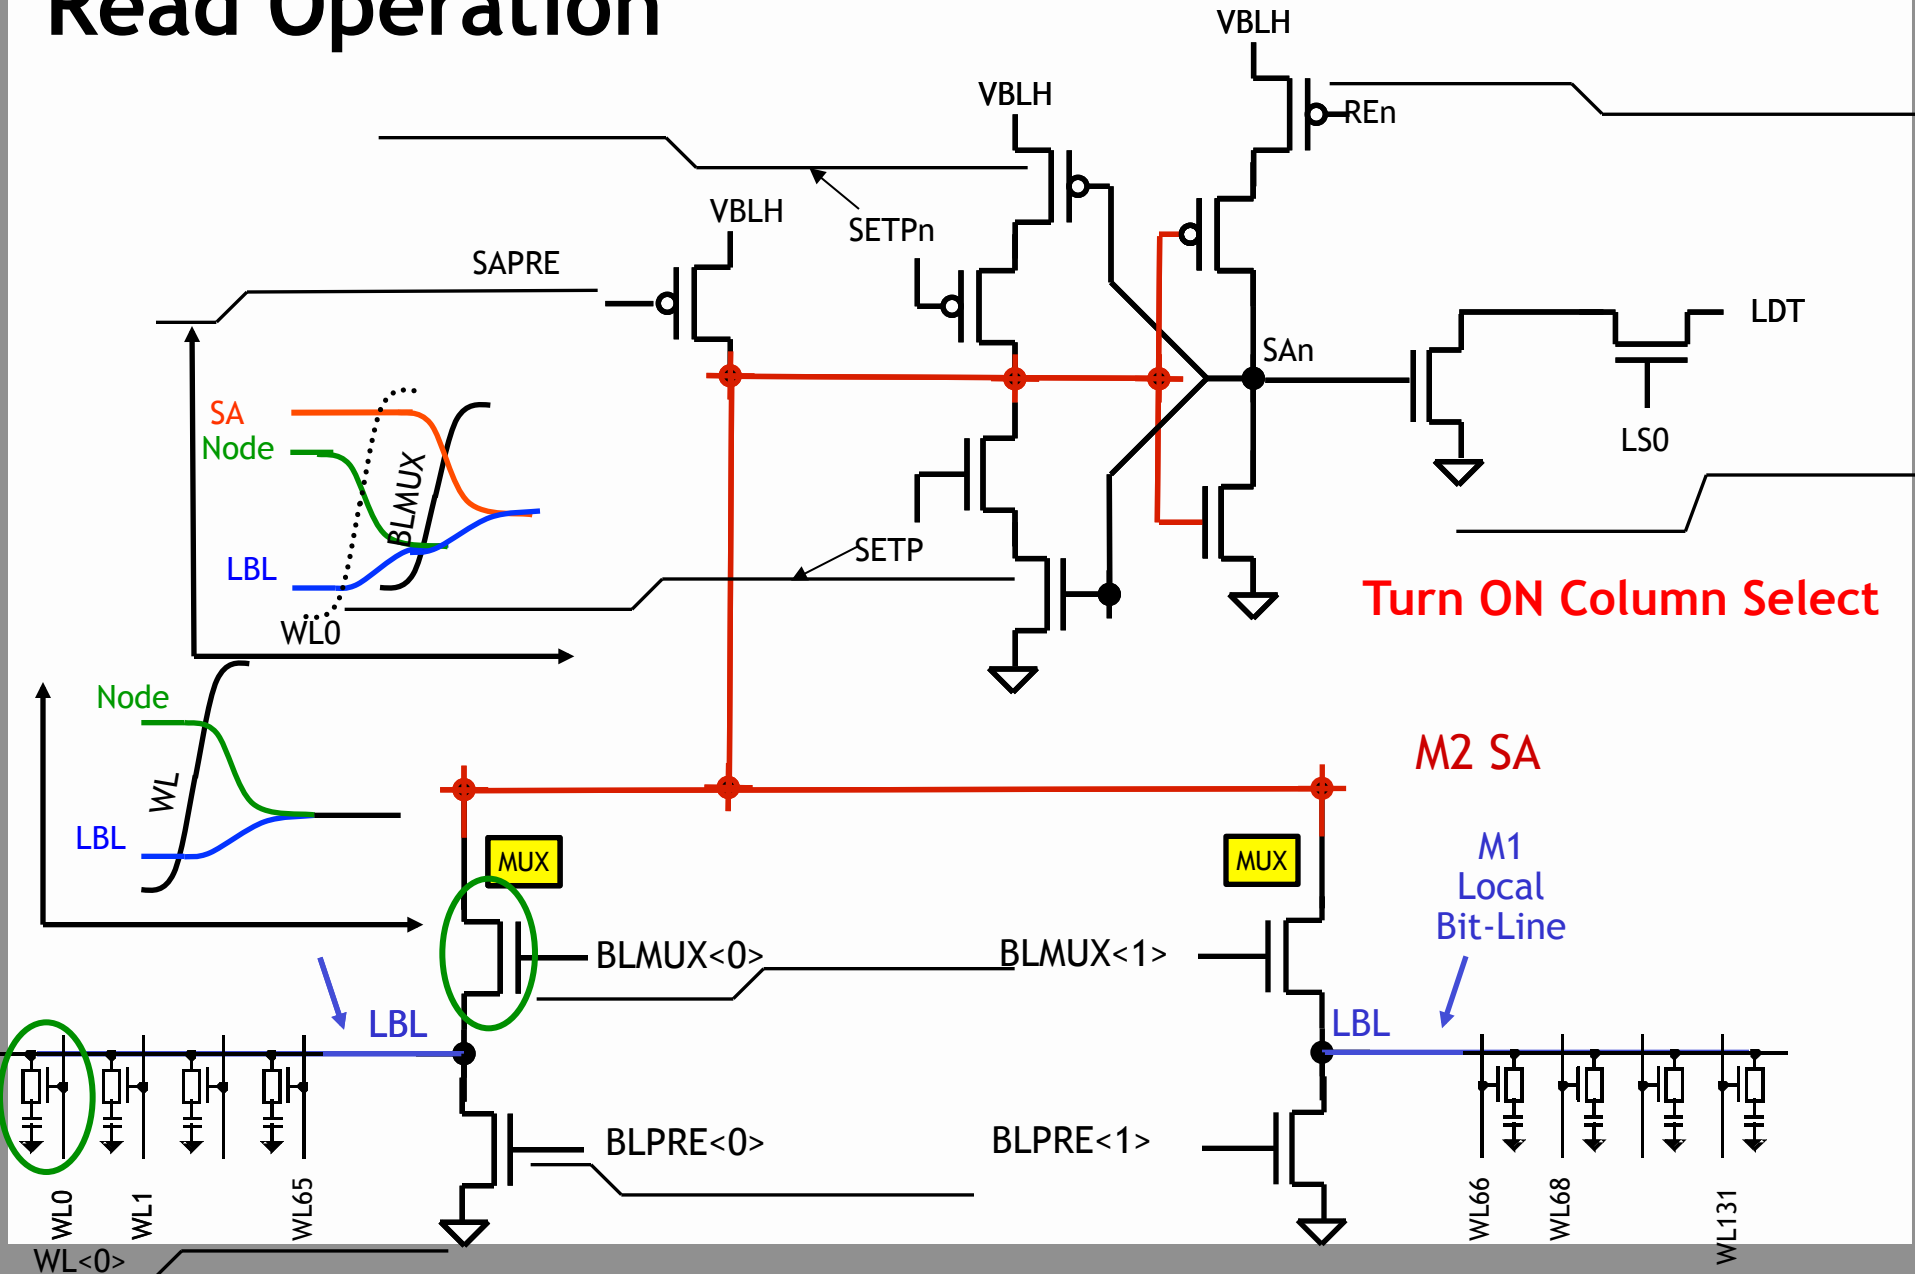 Read Operation
VBLH
VBLH
REn
VBLH
SETPn
SAPRE
LDT
SAn
SA
Node
BLMUX
LS0
SETP
LBL
Turn ON Column Select
WL0
Node
M2 SA
WL
LBL
MUX
MUX
M1
Local
Bit-Line
BLMUX<0>
BLMUX<1>
LBL
LBL
BLPRE<0>
BLPRE<1>
WL0
WL1
WL65
WL66
WL68
WL131
WL<0>